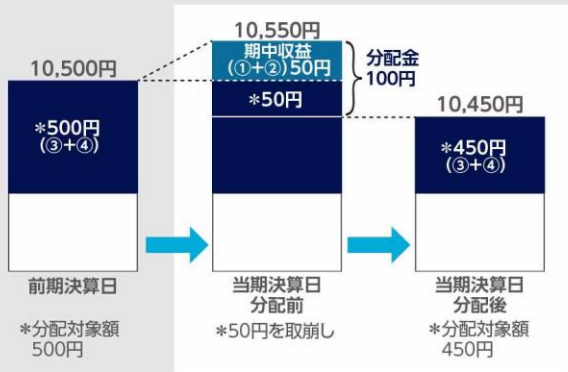 10,500円
*500円
(③+④)
前期決算日
*分配対象額
500円
10,550円
期中収益
(①+②)50円
*50円
分配金
100円
当期決算日
分配前
*50円を取崩し
10,450円
*450円
(③+④)
当期決算日
分配後
*分配対象額
450円